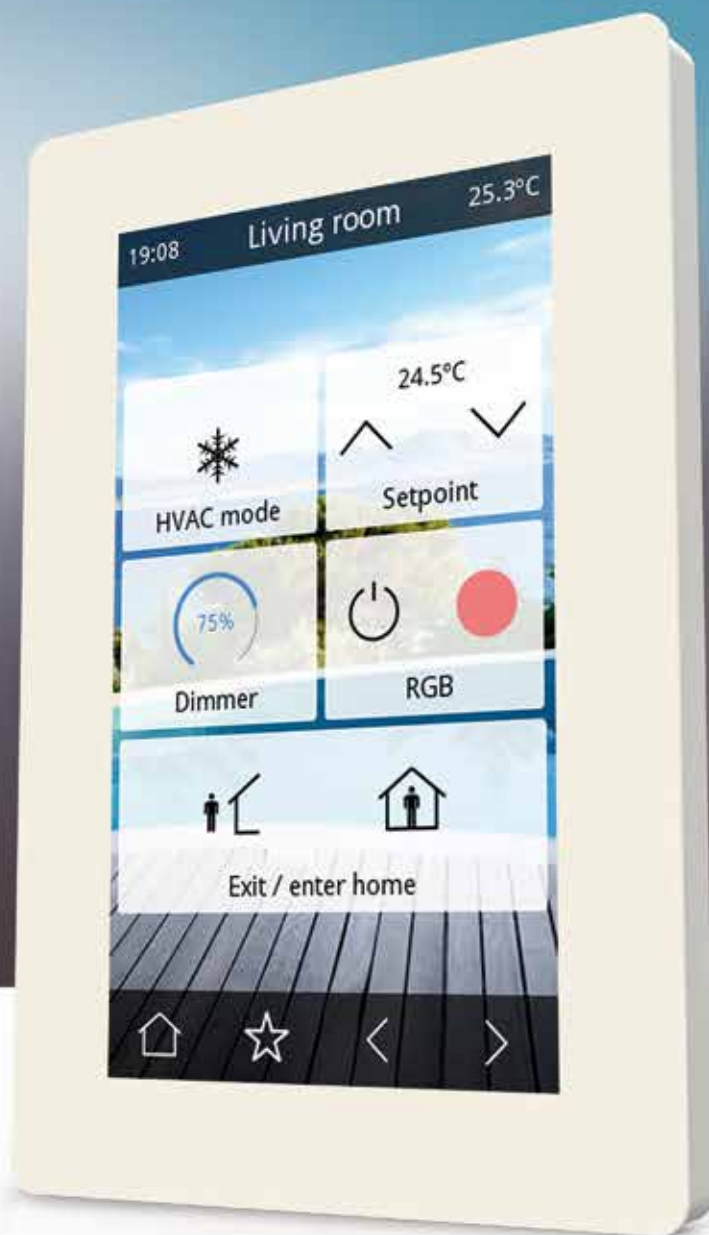 19:08 Living room 25.3°C
24.5°C
HVAC mode Setpoint
75%
Dimmer RGB
Exit / enter home